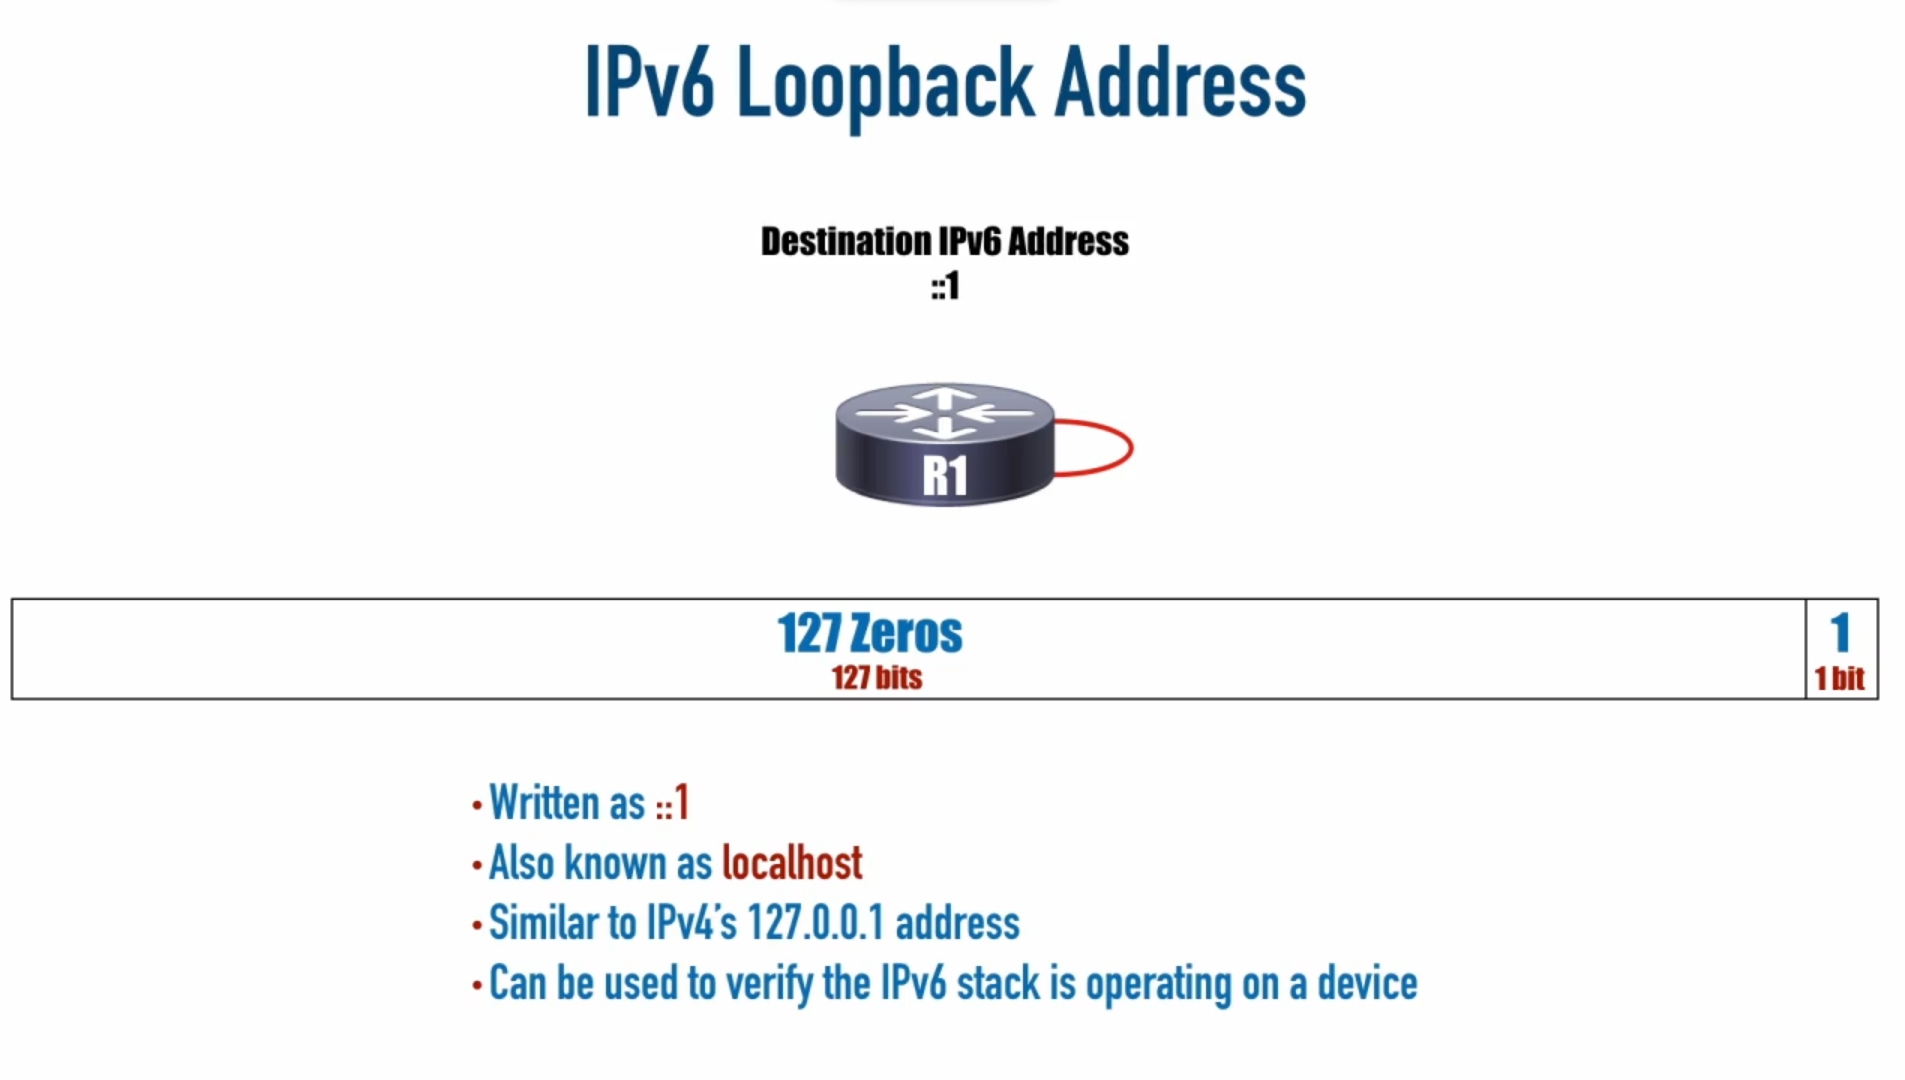 IPv6 Loopback Address
Destination IPv6 Address
::1
R1
127 Zeros
127 bits
1
1 bit
• Written as ::1
• Also known as localhost
• Similar to IPv4’s 127.0.0.1 address
• Can be used to verify the IPv6 stack is operating on a device